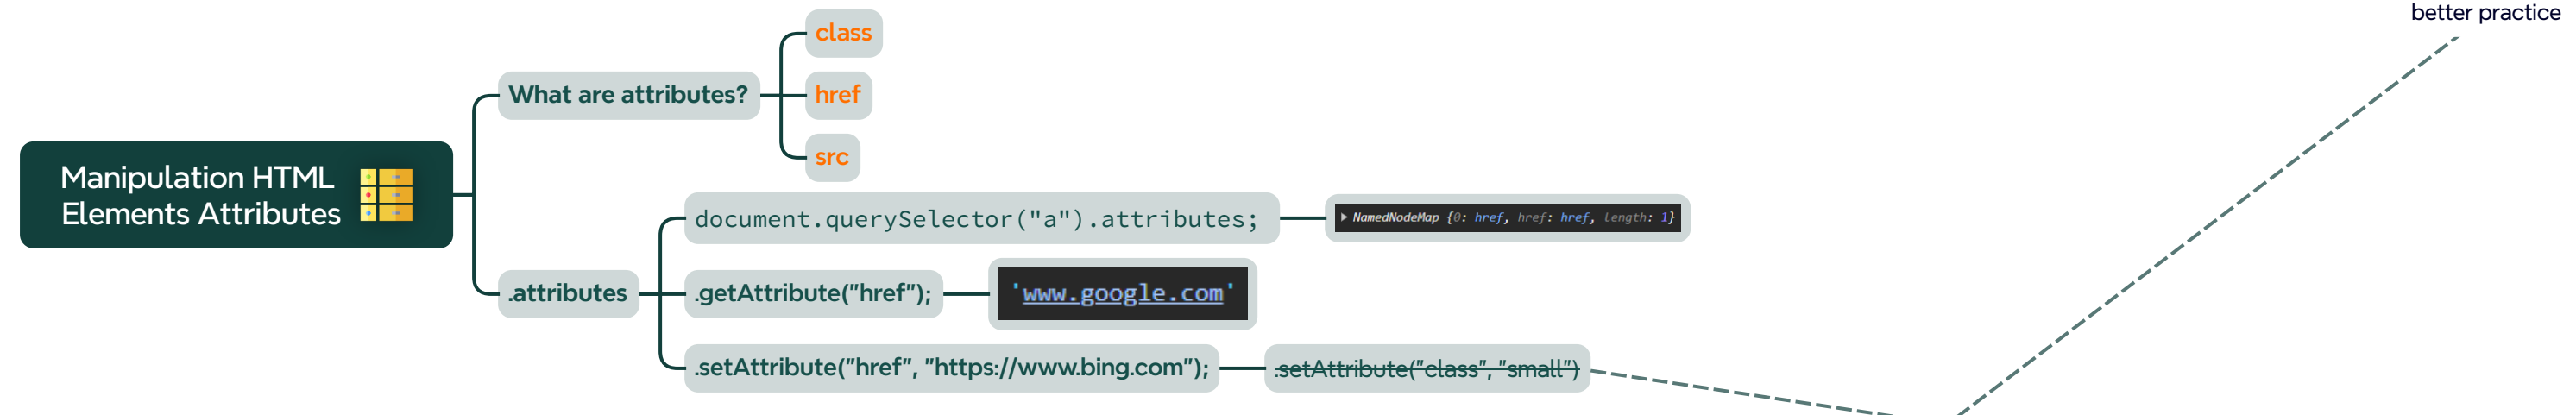 better practice
class
What are attributes?
href
src
Manipulation HTML
Elements Attributes
document.querySelector("a").attributes;
▶ NamedNodeMap {0: href, href: href, length: 1}
.attributes
.getAttribute("href");
'www.google.com'
.setAttribute("href", "https://www.bing.com");
.setAttribute("class", "small")